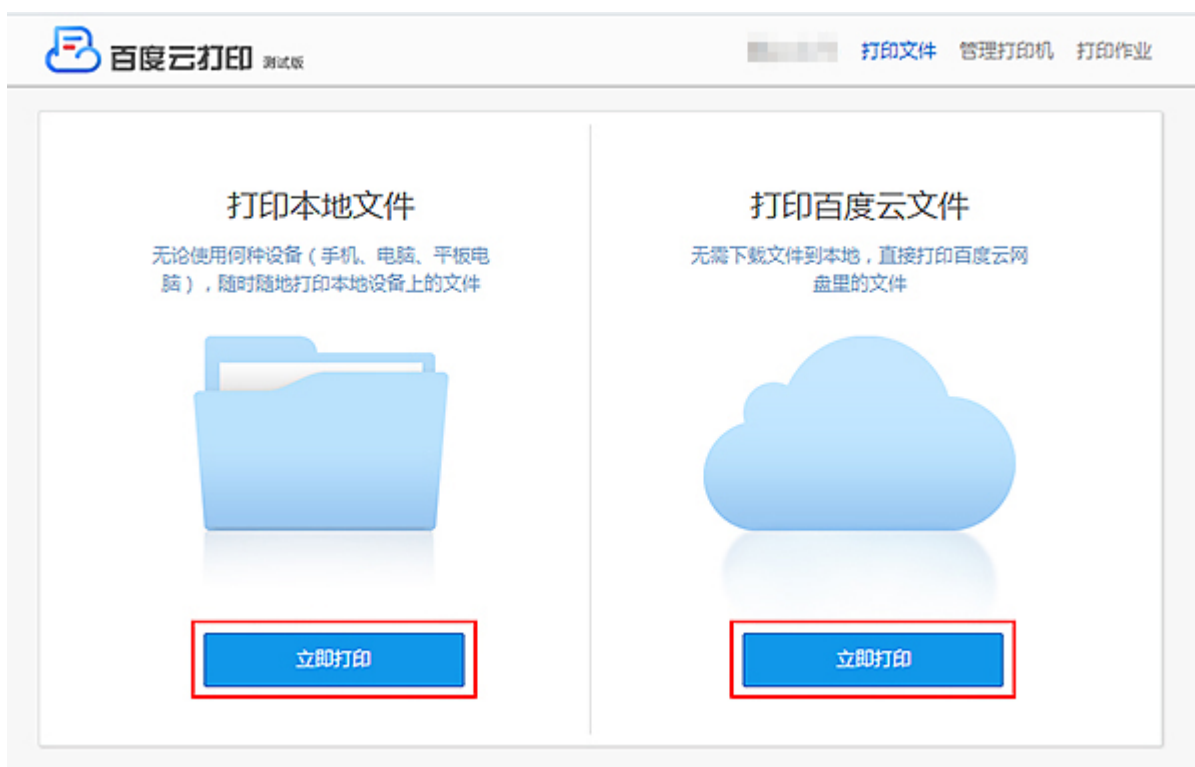 百度云打印 测试版
打印文件 管理打印机 打印作业
打印本地文件
无论使用何种设备（手机、电脑、平板电
脑），随时随地打印本地设备上的文件
立即打印
打印百度云文件
无需下载文件到本地，直接打印百度云网
盘里的文件
立即打印